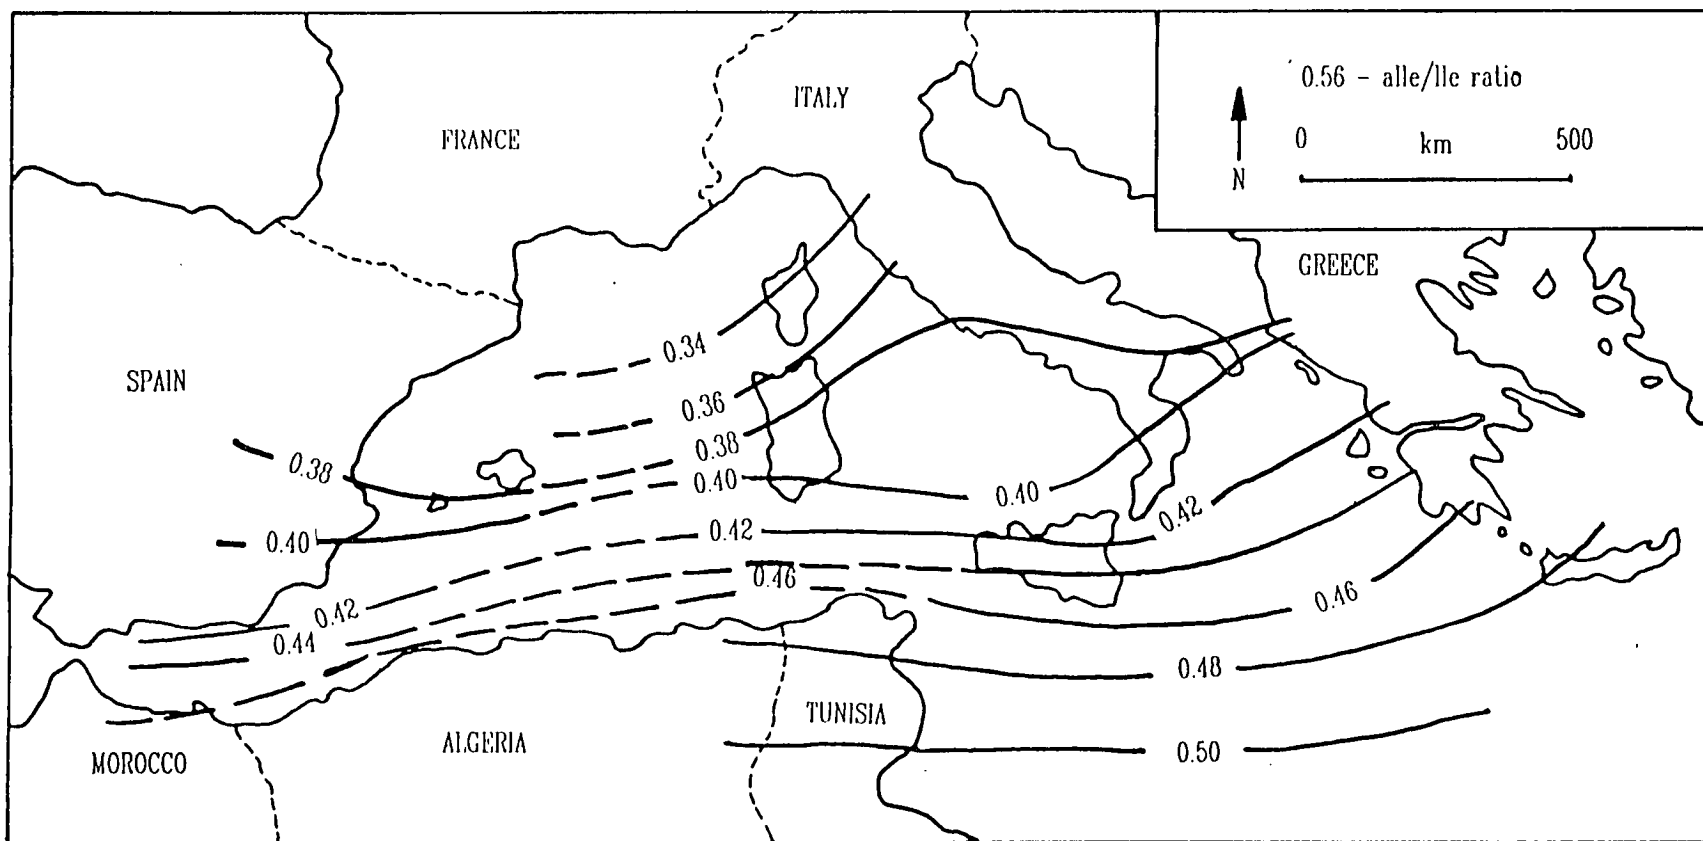 0.56 - alle/Ile ratio
ITALY
FRANCE
0 km 500
N
GREECE
0.34
SPAIN
0.36
0.38
0.38
0.40
0.40
0.42
0.42
0.40
0.46
0.46
0.42
0.44
0.48
TUNISIA
ALGERIA
MOROCCO
0.50